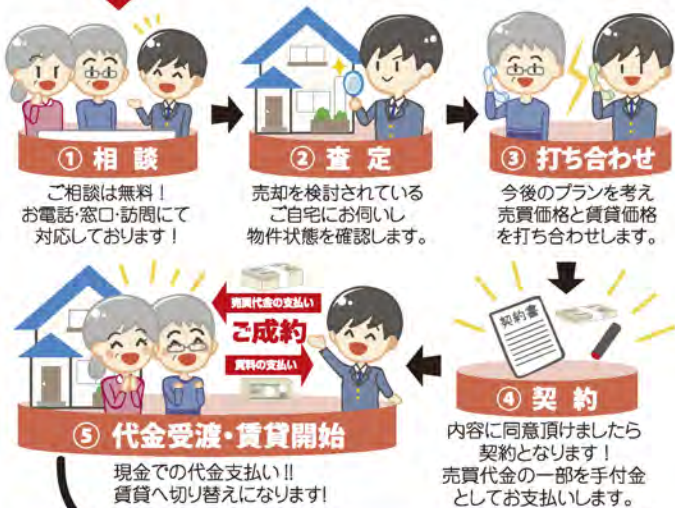 ① 相 談
ご相談は無料！
お電話・窓口・訪問にて
対応しております！
② 査 定
売却を検討されている
ご自宅にお伺いし
物件状態を確認します。
③ 打ち合わせ
今後のプランを考え
売買価格と賃貸価格
を打ち合わせします。
契約書
④ 契 約
内容に同意頂けましたら
契約となります！
売買代金の一部を手付金
としてお支払いします。
売買代金の支払い
ご成約
賃料の支払い
⑤ 代金受渡・賃貸開始
現金での代金支払い!!
賃貸へ切り替えになります!